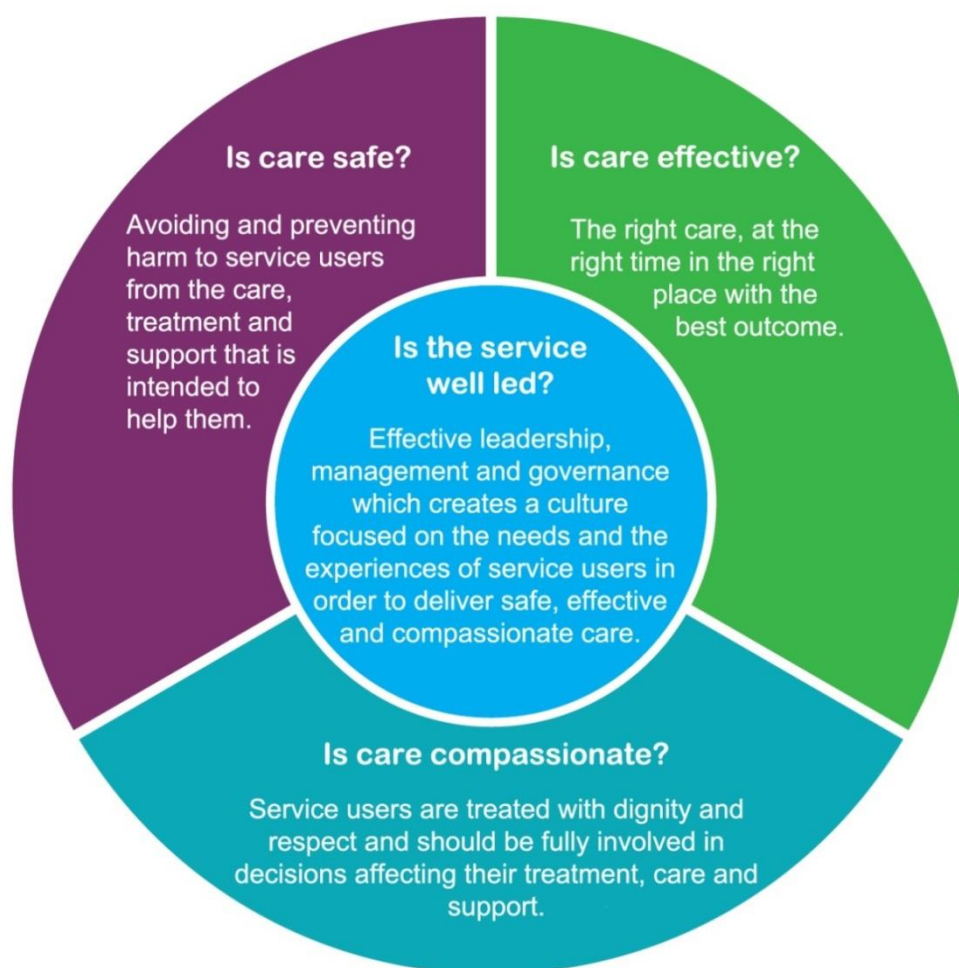 Is care safe?
Avoiding and preventing
harm to service users
from the care,
treatment and
support that is
intended to
help them.
Is care effective?
The right care, at the
right time in the right
place with the
best outcome.
Is the service
well led?
Effective leadership,
management and governance
which creates a culture
focused on the needs and the
experiences of service users in
order to deliver safe, effective
and compassionate care.
Is care compassionate?
Service users are treated with dignity and
respect and should be fully involved in
decisions affecting their treatment, care and
support.